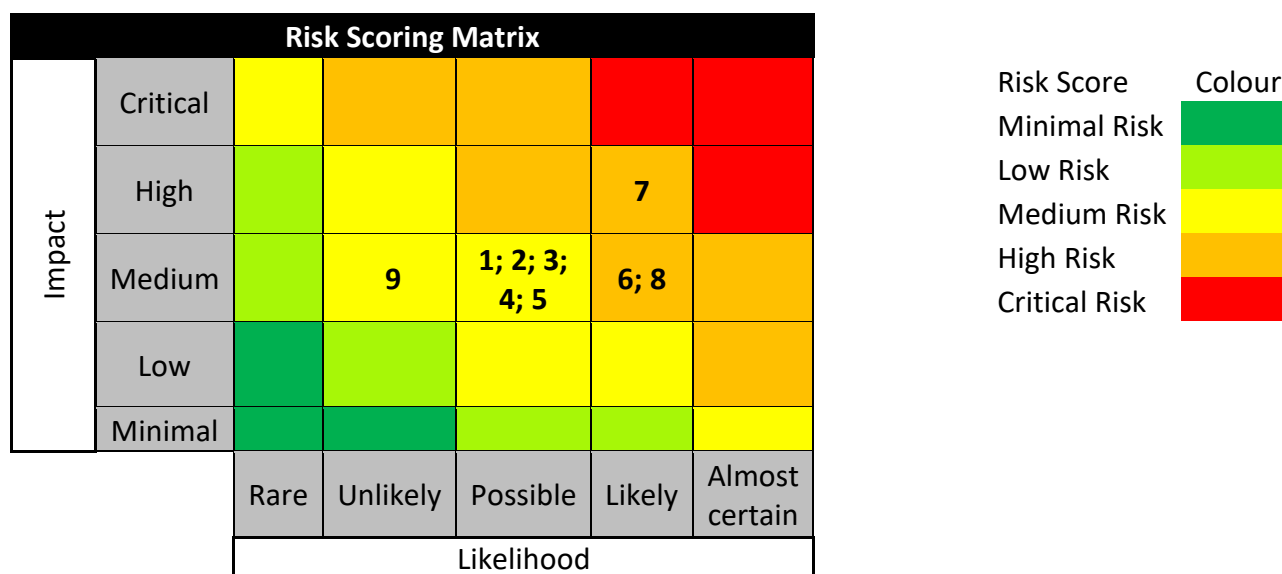 Risk Scoring Matrix
Risk Score Colour
Critical
Minimal Risk
Low Risk
High 7
Medium Risk
Impact
Medium 9 1; 2; 3;
4; 5 6; 8
High Risk
Critical Risk
Low
Minimal
Rare Unlikely Possible Likely Almost
certain
Likelihood